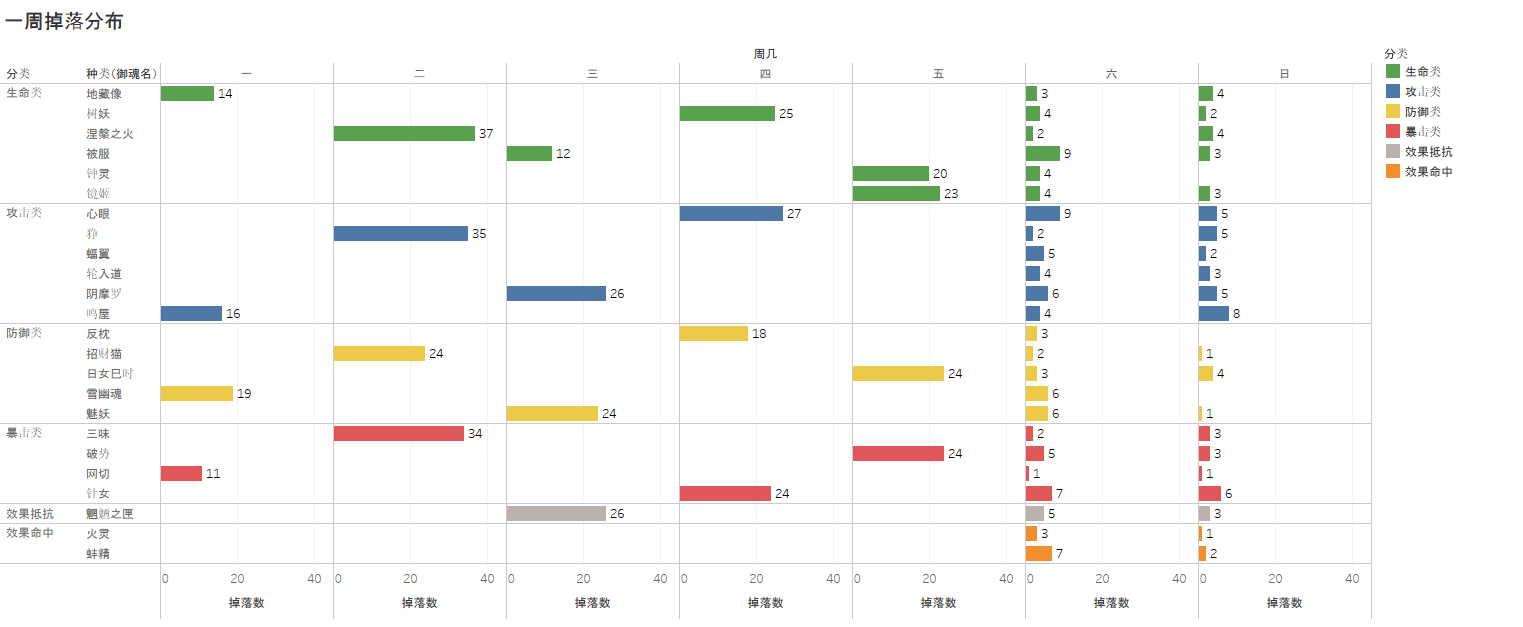 一周掉落分布
周几
分类 种类(御魂名) 一 二 三 四 五 六 日
生命类 地藏像 14 3 4
树妖 25 4 2
涅槃之火 37 2 4
被服 12 9 3
钟灵 20 4
镜姬 23 4 3
攻击类 心眼 27 9 5
狰 35 2 5
蝠翼 5 2
轮入道 4 3
阴摩罗 26 6 5
鸣屋 16 4 8
防御类 反枕 18 3
招财猫 24 2 1
日女巳时 24 3 4
雪幽魂 19 6
魅妖 24 6 1
暴击类 三味 34 2 3
破势 24 5 3
网切 11 1 1
针女 24 7 6
效果抵抗 魍魉之匣 26 5 3
效果命中 火灵 3 1
蚌精 7 2
0 20 40 0 20 40 0 20 40 0 20 40 0 20 40 0 20 40 0 20 40
掉落数 掉落数 掉落数 掉落数 掉落数 掉落数 掉落数
分类
生命类
攻击类
防御类
暴击类
效果抵抗
效果命中